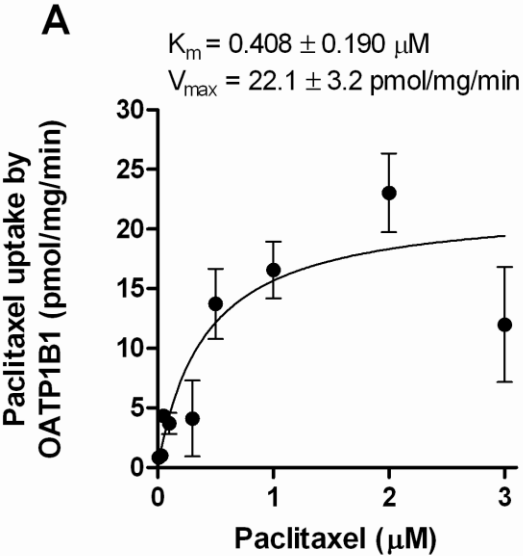 A
Km = 0.408 ± 0.190 μM
Vmax = 22.1 ± 3.2 pmol/mg/min
Paclitaxel uptake by
OATP1B1 (pmol/mg/min)
30
25
20
15
10
5
0
0 1 2 3
Paclitaxel (μM)